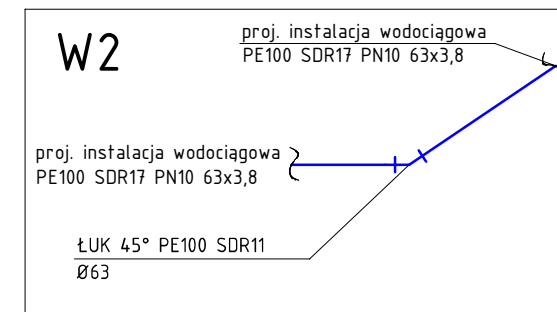 W2
proj. instalacja wodociągowa
PE100 SDR17 PN10 63x3,8
proj. instalacja wodociągowa
PE100 SDR17 PN10 63x3,8
ŁUK 45° PE100 SDR11
Ø63